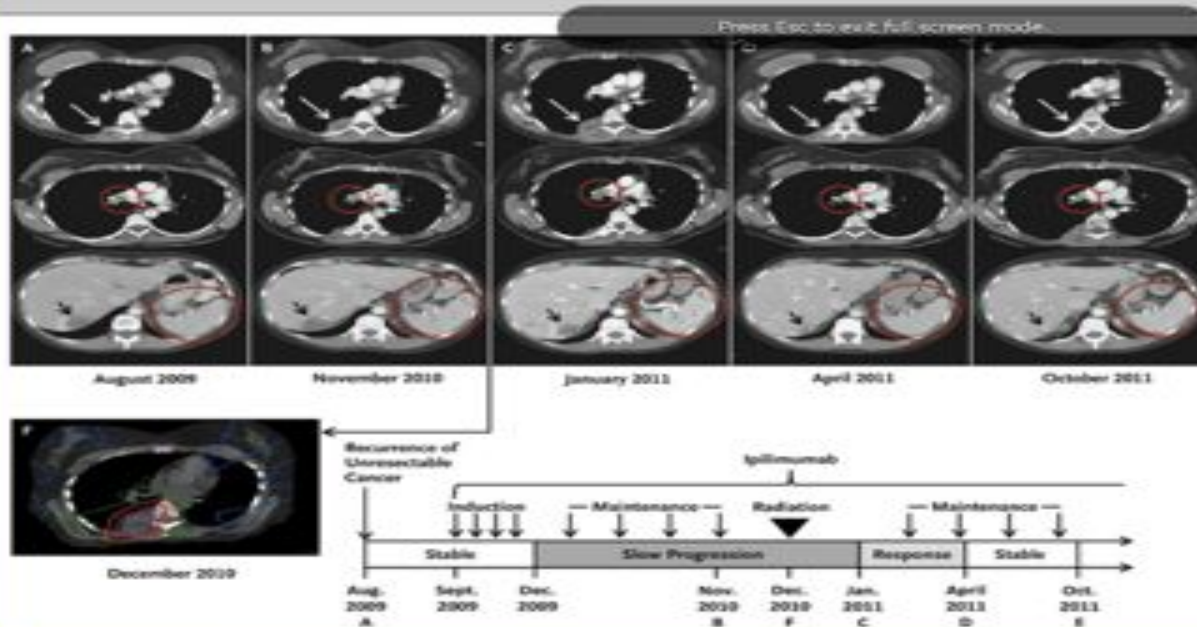 Press Esc to exit full screen mode
A B C D E
August 2009 November 2010 January 2011 April 2011 October 2011
F
December 2010
Recurrence of
Unresectable
Cancer
Ipilimumab
Induction Maintenance Radiation Maintenance
Stable Slow Progression Response Stable
Aug. Sept. Dec. Nov. Dec. Jan. April Oct.
2009 2009 2009 2010 2010 2011 2011 2011
A B F C D E